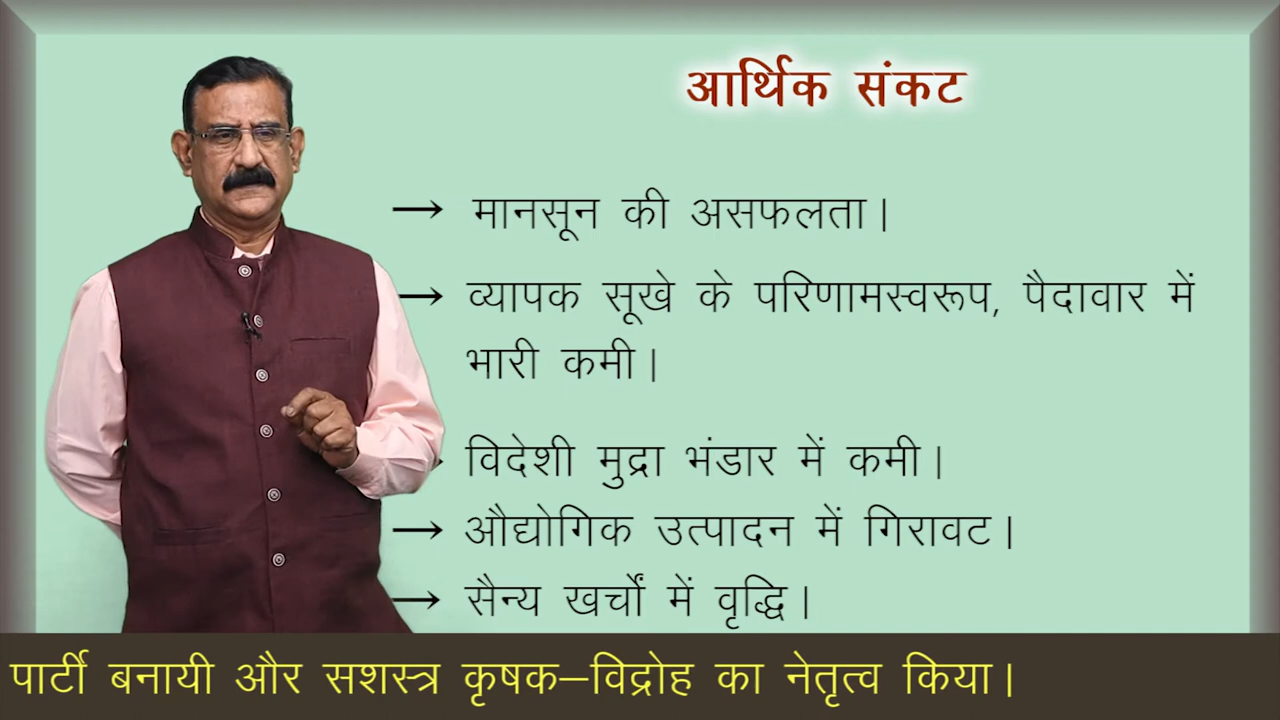 आर्थिक संकट
→ मानसून की असफलता।
→ व्यापक सूखे के परिणामस्वरूप, पैदावार में
भारी कमी।
विदेशी मुद्रा भंडार में कमी।
→ औद्योगिक उत्पादन में गिरावट।
→ सैन्य खर्चों में वृद्धि।
पार्टी बनायी और सशस्त्र कृषक–विद्रोह का नेतृत्व किया।